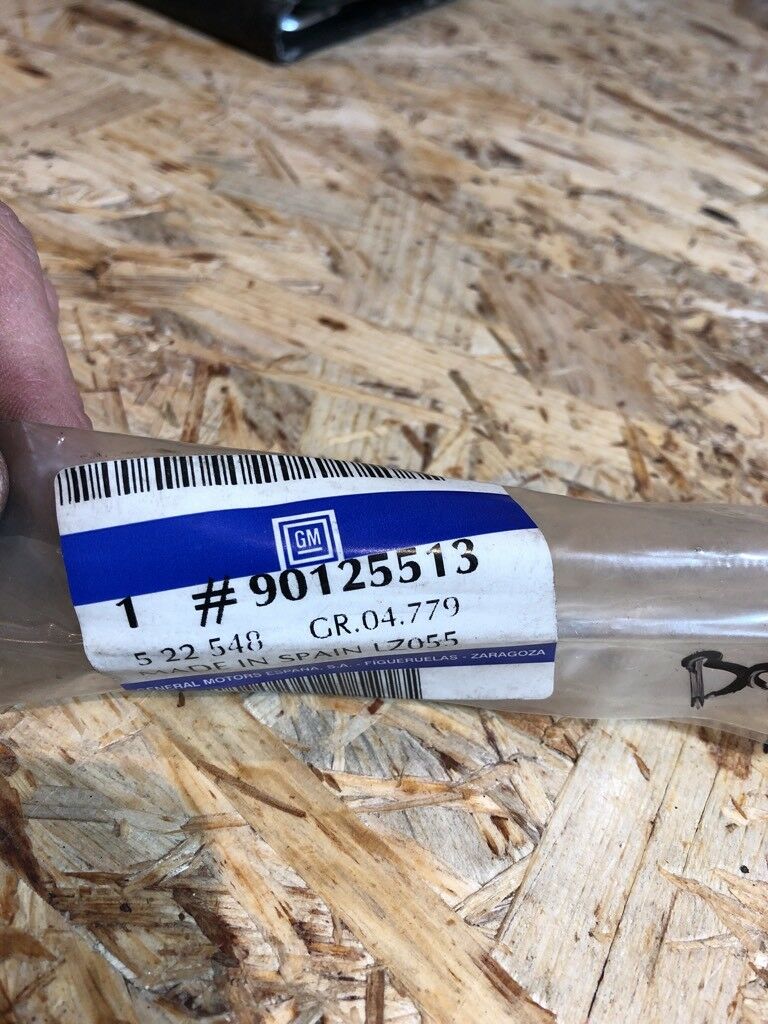 GM
1 #90125513
5 22 548 GR.04.779
MADE IN SPAIN LZ055
GENERAL MOTORS ESPAÑA, S.A. - FIGUERUELAS - ZARAGOZA